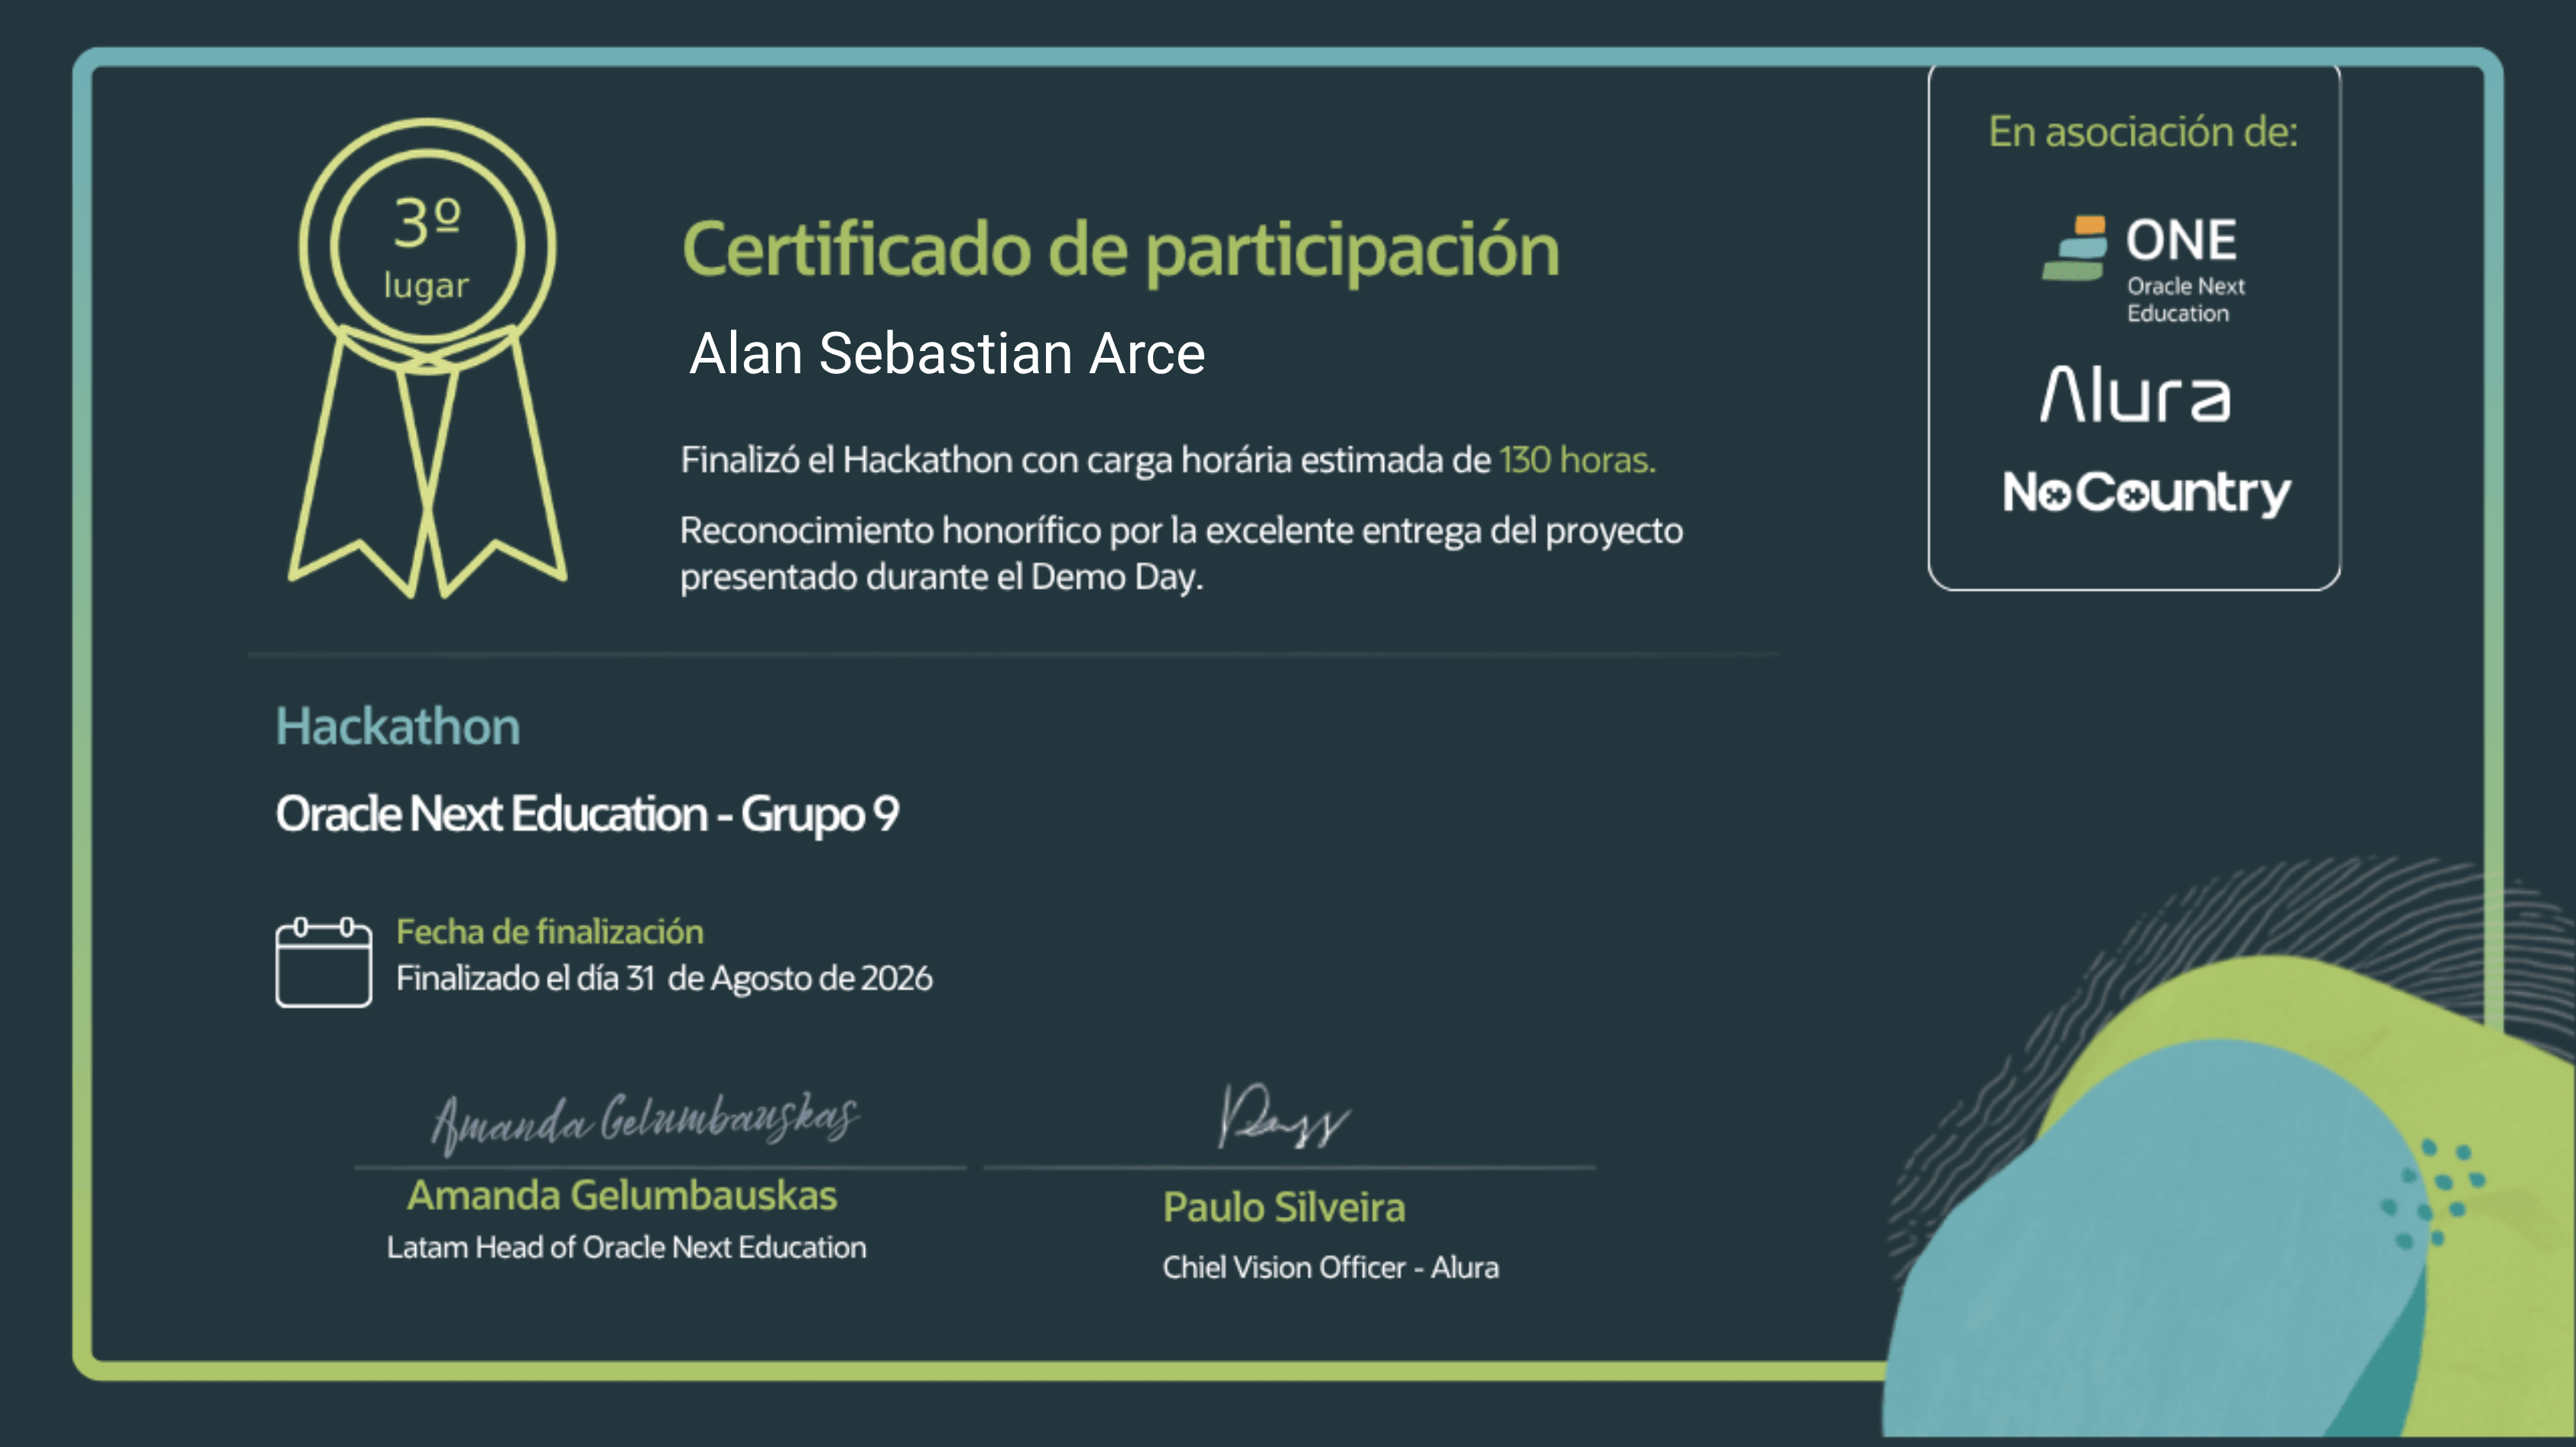 3º
lugar
Certificado de participación
Alan Sebastian Arce
Finalizó el Hackathon con carga horária estimada de 130 horas.
Reconocimiento honorífico por la excelente entrega del proyecto
presentado durante el Demo Day.
En asociación de:
ONE
Oracle Next
Education
Alura
NoCountry
Hackathon
Oracle Next Education - Grupo 9
Fecha de finalización
Finalizado el día 31 de Agosto de 2026
Amanda Gelumbauskas
Amanda Gelumbauskas
Latam Head of Oracle Next Education
Paulo Silveira
Chiel Vision Officer - Alura